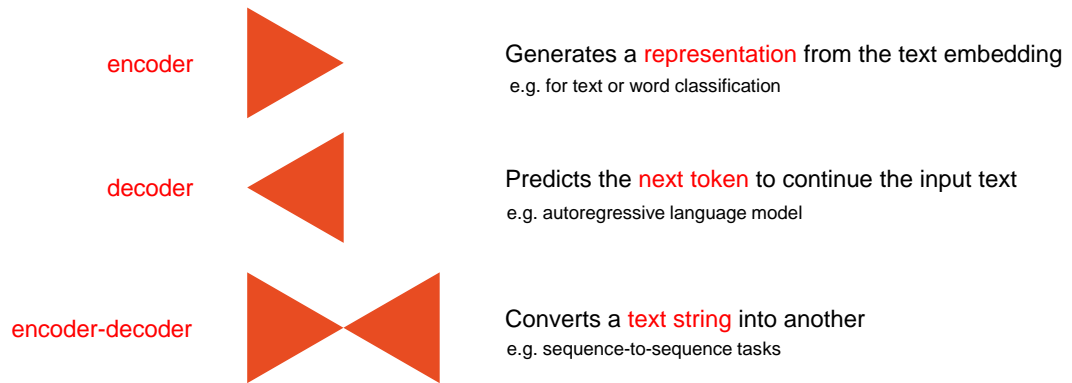 encoder
Generates a representation from the text embedding
e.g. for text or word classification
decoder
Predicts the next token to continue the input text
e.g. autoregressive language model
encoder-decoder
Converts a text string into another
e.g. sequence-to-sequence tasks